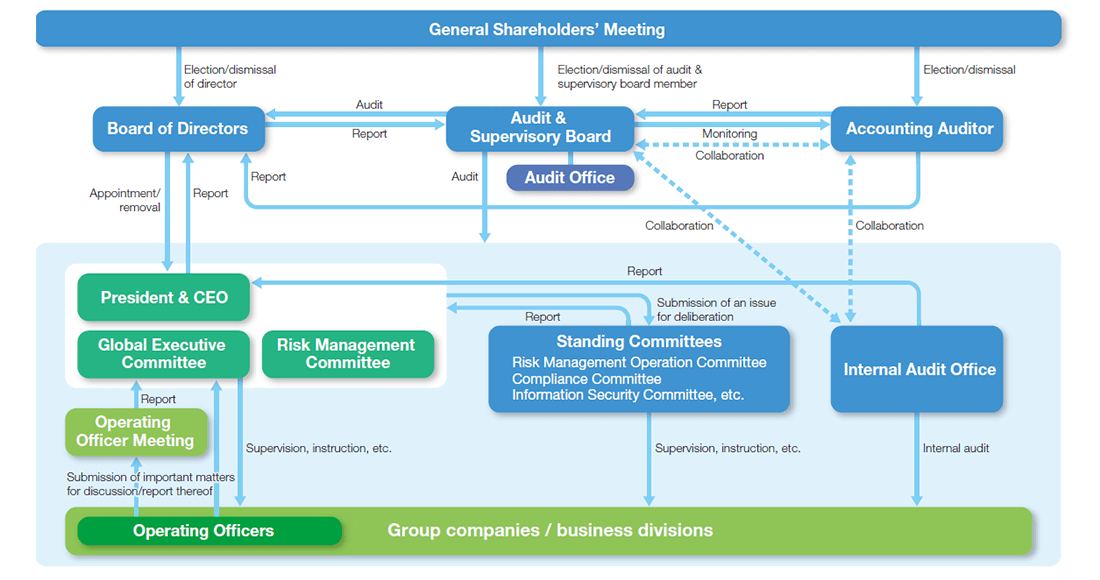 General Shareholders’ Meeting
Election/dismissal
of director
Election/dismissal of audit &
supervisory board member
Election/dismissal
Board of Directors
Audit
Report
Audit &
Supervisory Board
Report
Monitoring
Collaboration
Accounting Auditor
Audit Office
Appointment/
removal
Report
Report
Audit
Collaboration
Collaboration
President & CEO
Report
Submission of an issue
for deliberation
Report
Global Executive
Committee
Risk Management
Committee
Standing Committees
Risk Management Operation Committee
Compliance Committee
Information Security Committee, etc.
Internal Audit Office
Report
Operating
Officer Meeting
Supervision, instruction, etc.
Supervision, instruction, etc.
Internal audit
Submission of important matters
for discussion/report thereof
Operating Officers
Group companies / business divisions